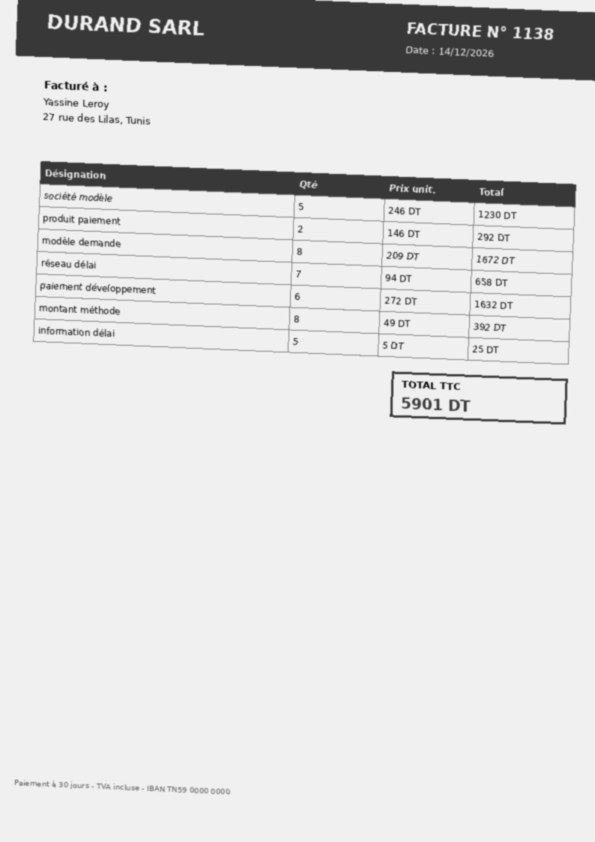 DURAND SARL
FACTURE N° 1138
Date : 14/12/2026
Facturé à :
Yassine Leroy
27 rue des Lilas, Tunis
Désignation Qté Prix unit. Total
société modèle 5 246 DT 1230 DT
produit paiement 2 146 DT 292 DT
modèle demande 8 209 DT 1672 DT
réseau délai 7 94 DT 658 DT
paiement développement 6 272 DT 1632 DT
montant méthode 8 49 DT 392 DT
information délai 5 5 DT 25 DT
TOTAL TTC
5901 DT
Paiement à 30 jours - TVA incluse - IBAN TN59 0000 0000